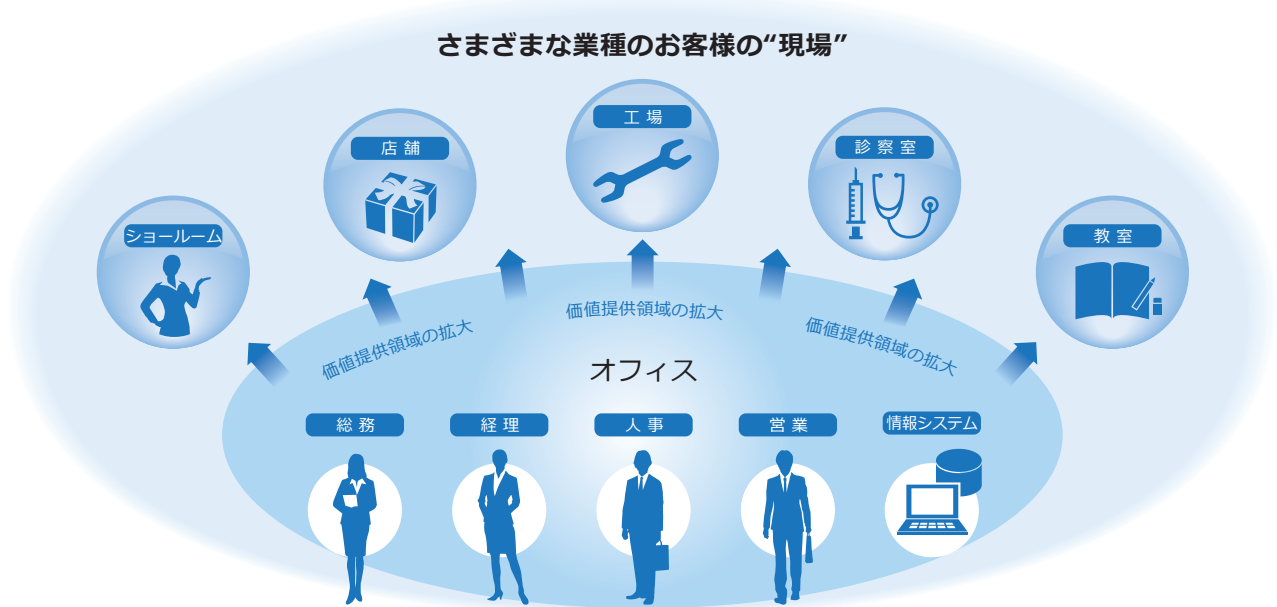 さまざまな業種のお客様の“現場”
工場
店舗
診察室
ショールーム
教室
価値提供領域の拡大
価値提供領域の拡大
価値提供領域の拡大
オフィス
総務
経理
人事
営業
情報システム